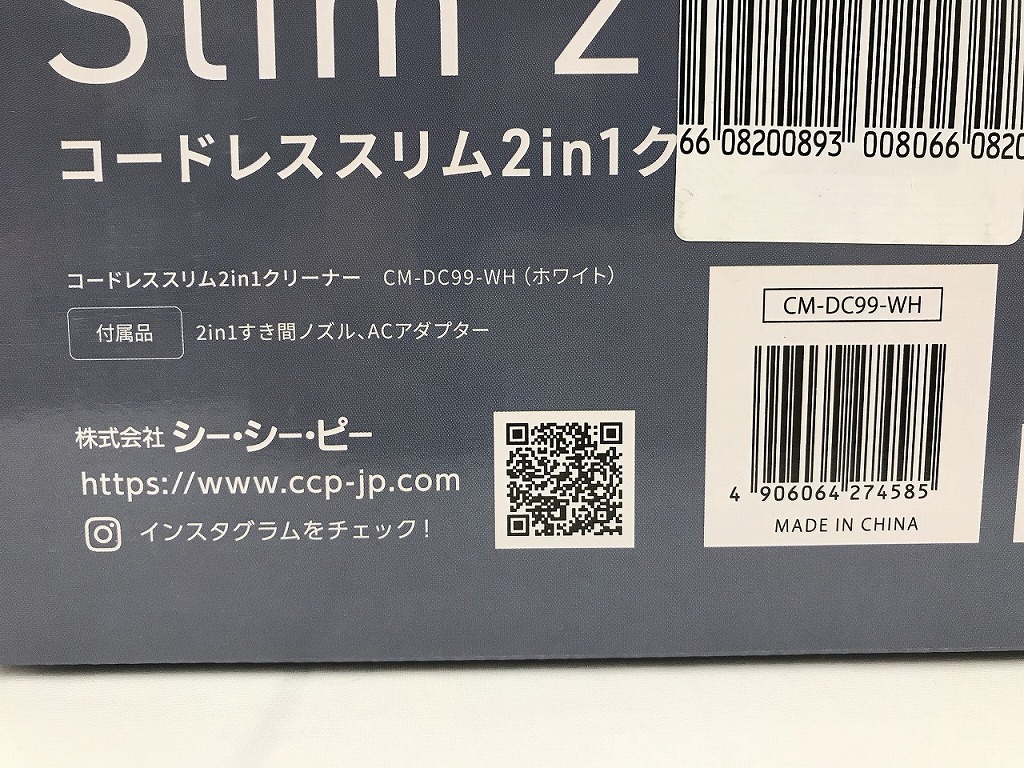 Slim 2
コードレススリム2in1ク
66 08200893 008066 0820
コードレススリム2in1クリーナー CM-DC99-WH（ホワイト）
付属品 2in1すき間ノズル、ACアダプター
CM-DC99-WH
4 906064 274585
MADE IN CHINA
株式会社 シー・シー・ピー
https://www.ccp-jp.com
インスタグラムをチェック！